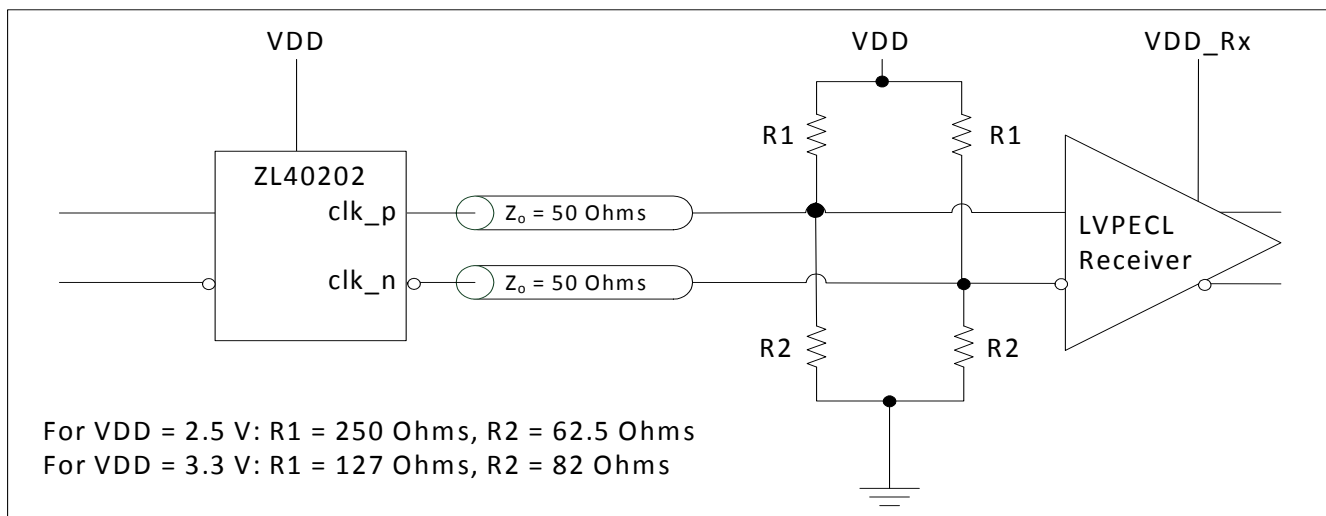 VDD VDD VDD_Rx
R1 R1
ZL40202
clk_p Zo = 50 Ohms
LVPECL
Receiver
clk_n Zo = 50 Ohms
R2 R2
For VDD = 2.5 V: R1 = 250 Ohms, R2 = 62.5 Ohms
For VDD = 3.3 V: R1 = 127 Ohms, R2 = 82 Ohms